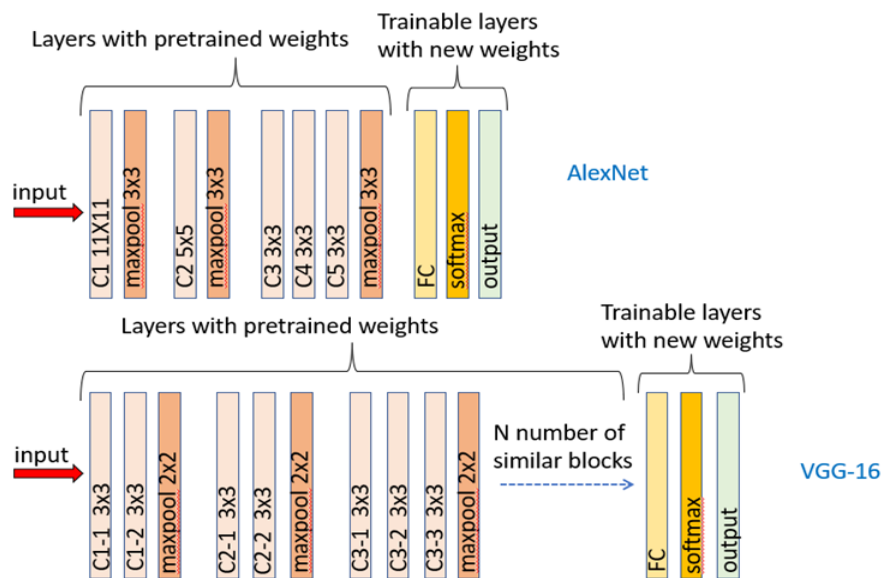 Layers with pretrained weights
Trainable layers
with new weights
input
C1 11X11
maxpool 3x3
C2 5x5
maxpool 3x3
C3 3x3
C4 3x3
C5 3x3
maxpool 3x3
FC
softmax
output
AlexNet
Layers with pretrained weights
Trainable layers
with new weights
input
C1-1 3x3
C1-2 3x3
maxpool 2x2
C2-1 3x3
C2-2 3x3
maxpool 2x2
C3-1 3x3
C3-2 3x3
C3-3 3x3
maxpool 2x2
N number of
similar blocks
FC
softmax
output
VGG-16